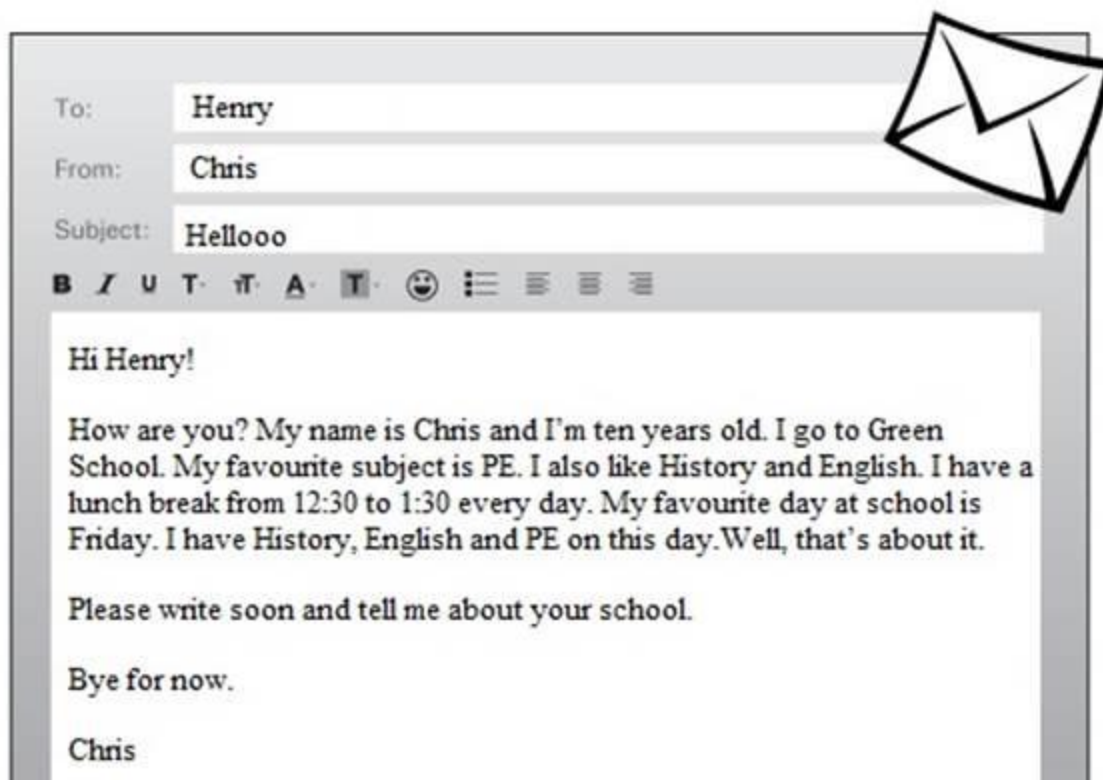 To: Henry
From: Chris
Subject: Hellooo
B I U T T A T
Hi Henry!
How are you? My name is Chris and I'm ten years old. I go to Green
School. My favourite subject is PE. I also like History and English. I have a
lunch break from 12:30 to 1:30 every day. My favourite day at school is
Friday. I have History, English and PE on this day.Well, that's about it.
Please write soon and tell me about your school.
Bye for now.
Chris